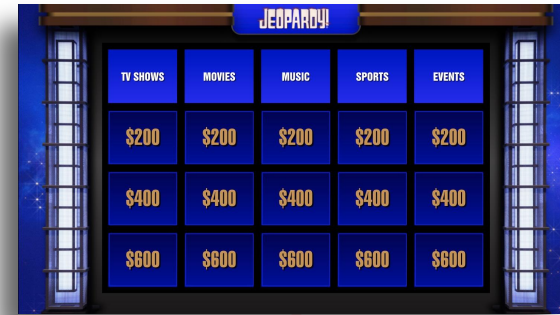 JEOPARDY!
TV SHOWS MOVIES MUSIC SPORTS EVENTS
$200 $200 $200 $200 $200
$400 $400 $400 $400 $400
$600 $600 $600 $600 $600